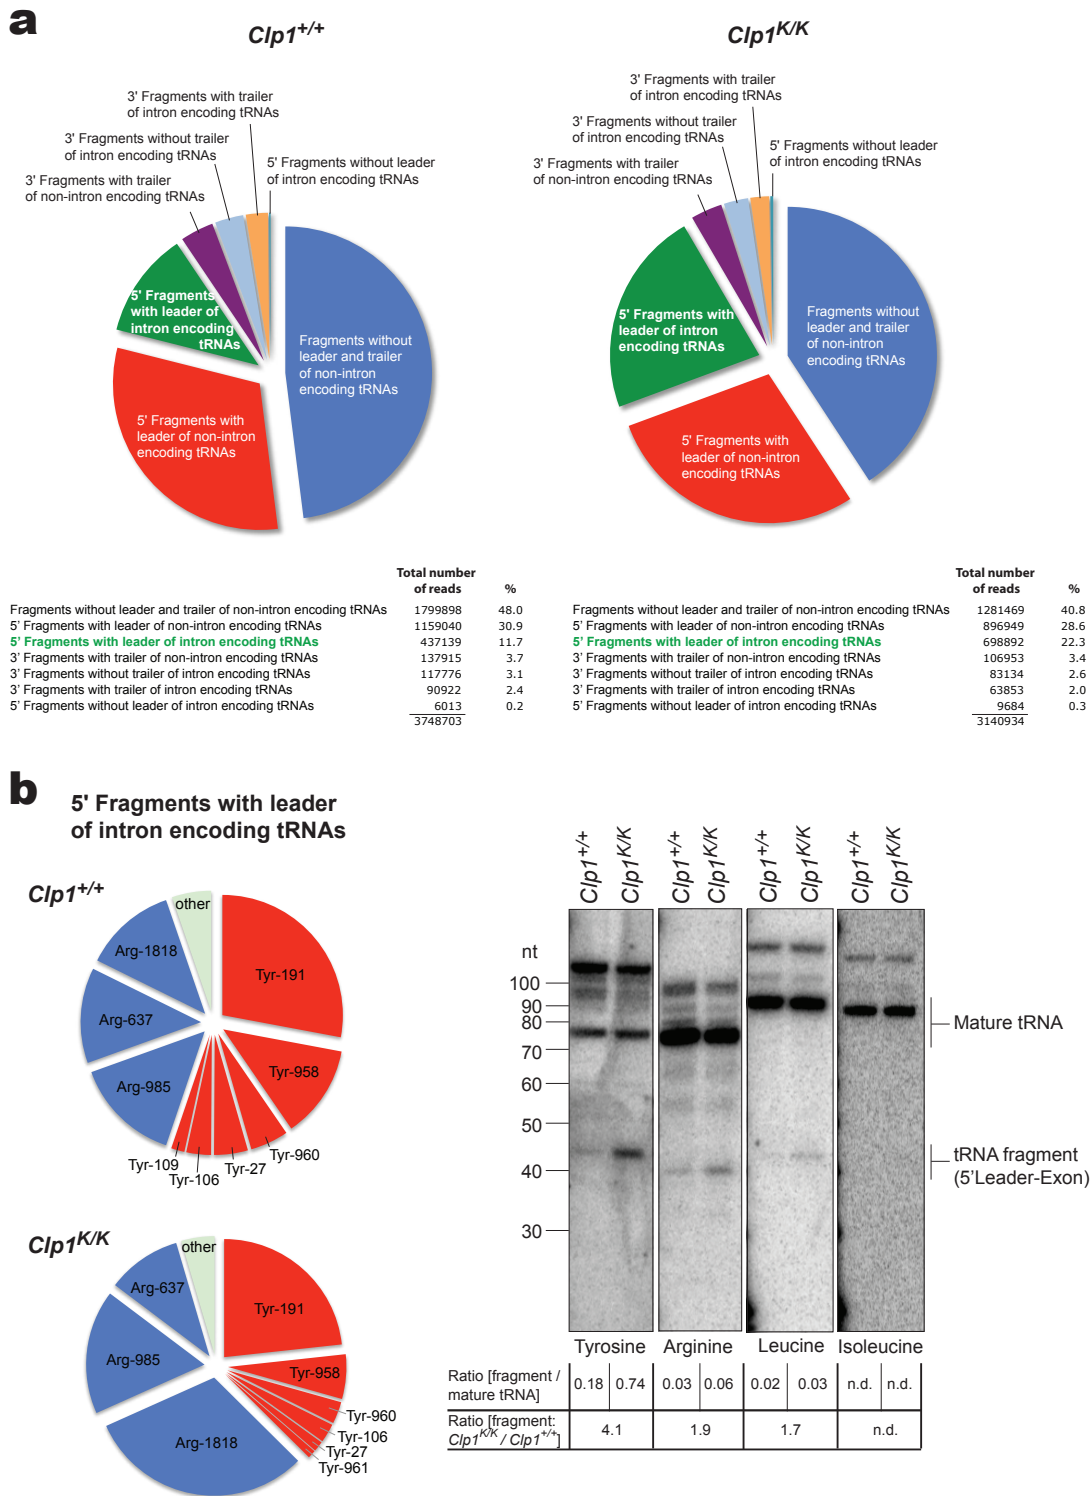 a
Clp1+/+
Clp1K/K
3' Fragments with trailer
of intron encoding tRNAs
3' Fragments without trailer
of intron encoding tRNAs
3' Fragments with trailer
of non-intron encoding tRNAs
5' Fragments without leader
of intron encoding tRNAs
5' Fragments
with leader of
intron encoding
tRNAs
Fragments without
leader and trailer
of non-intron
encoding tRNAs
5' Fragments with
leader of non-intron
encoding tRNAs
3' Fragments with trailer
of intron encoding tRNAs
3' Fragments without trailer
of intron encoding tRNAs
3' Fragments with trailer
of non-intron encoding tRNAs
5' Fragments without leader
of intron encoding tRNAs
5' Fragments with
leader of intron
encoding tRNAs
Fragments without
leader and trailer
of non-intron
encoding tRNAs
5' Fragments with
leader of non-intron
encoding tRNAs
Total number
of reads %
Fragments without leader and trailer of non-intron encoding tRNAs 1799898 48.0
5' Fragments with leader of non-intron encoding tRNAs 1159040 30.9
5' Fragments with leader of intron encoding tRNAs 437139 11.7
3' Fragments with trailer of non-intron encoding tRNAs 137915 3.7
3' Fragments without trailer of intron encoding tRNAs 117776 3.1
3' Fragments with trailer of intron encoding tRNAs 90922 2.4
5' Fragments without leader of intron encoding tRNAs 6013 0.2
3748703
Total number
of reads %
Fragments without leader and trailer of non-intron encoding tRNAs 1281469 40.8
5' Fragments with leader of non-intron encoding tRNAs 896949 28.6
5' Fragments with leader of intron encoding tRNAs 698892 22.3
3' Fragments with trailer of non-intron encoding tRNAs 106953 3.4
3' Fragments without trailer of intron encoding tRNAs 83134 2.6
3' Fragments with trailer of intron encoding tRNAs 63853 2.0
5' Fragments without leader of intron encoding tRNAs 9684 0.3
3140934
b
5' Fragments with leader
of intron encoding tRNAs
Clp1+/+
other
Arg-1818
Tyr-191
Arg-637
Arg-985
Tyr-958
Tyr-960
Tyr-27
Tyr-106
Tyr-109
Clp1K/K
other
Arg-637
Tyr-191
Arg-985
Tyr-958
Tyr-960
Tyr-106
Tyr-27
Tyr-961
Arg-1818
Clp1+/+ Clp1K/K Clp1+/+ Clp1K/K Clp1+/+ Clp1K/K Clp1+/+ Clp1K/K
nt
100
90
80
70
60
50
40
30
Mature tRNA
tRNA fragment
(5'Leader-Exon)
Tyrosine Arginine Leucine Isoleucine
Ratio [fragment /
mature tRNA] 0.18 0.74 0.03 0.06 0.02 0.03 n.d. n.d.
Ratio [fragment:
Clp1K/K / Clp1+/+] 4.1 1.9 1.7 n.d.